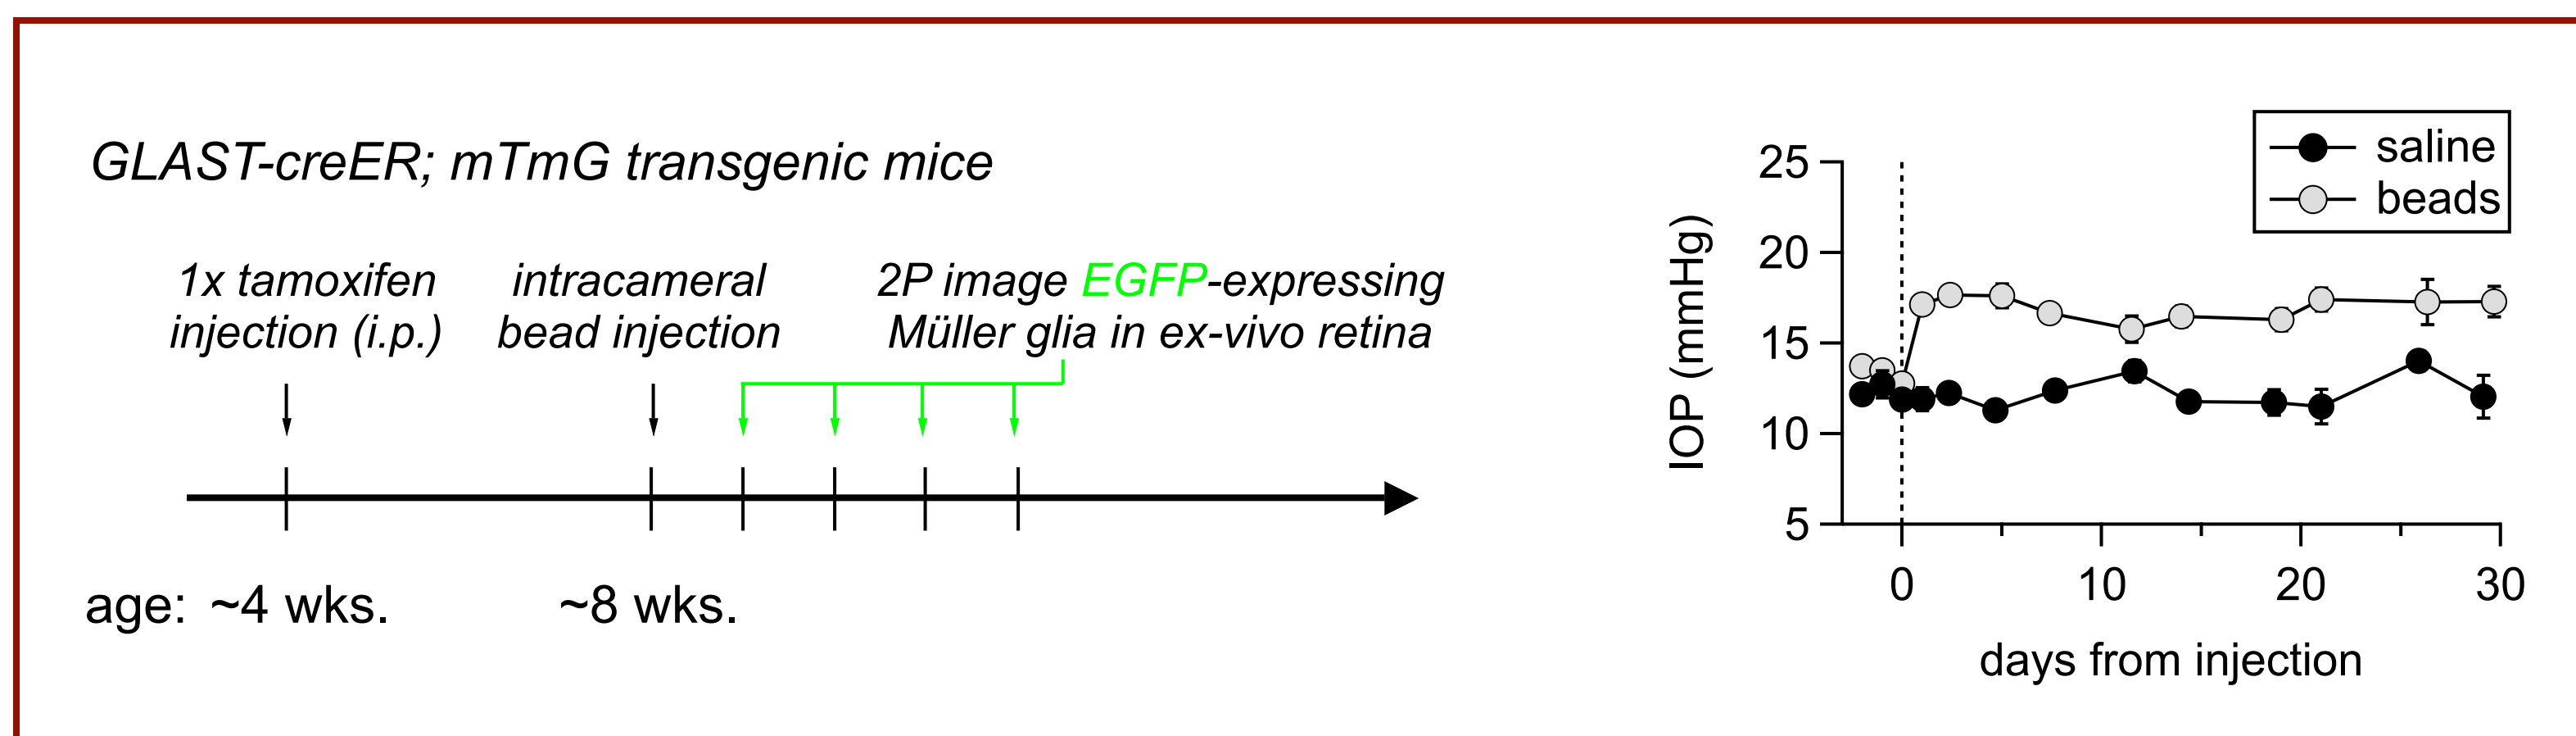 GLAST-creER; mTmG transgenic mice
1x tamoxifen
injection (i.p.)
intracameral
bead injection
2P image EGFP-expressing
Müller glia in ex-vivo retina
age: ~4 wks.
~8 wks.
saline
beads
IOP (mmHg)
25
20
15
10
5
0
10
20
30
days from injection